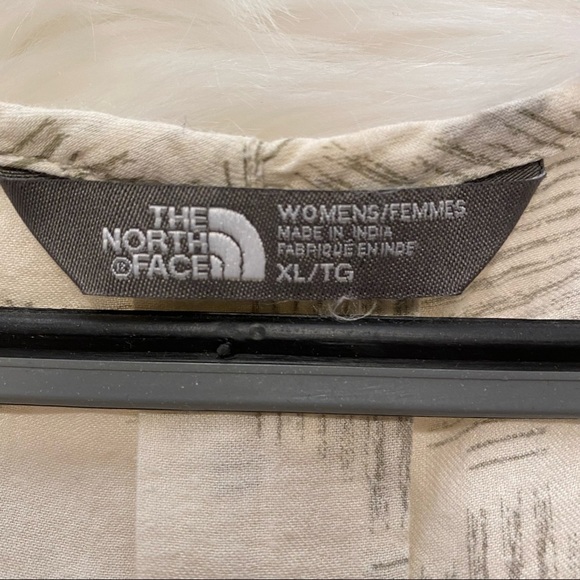 THE
NORTH
FACE
WOMENS/FEMMES
MADE IN INDIA
FABRIQUE EN INDE
XL/TG